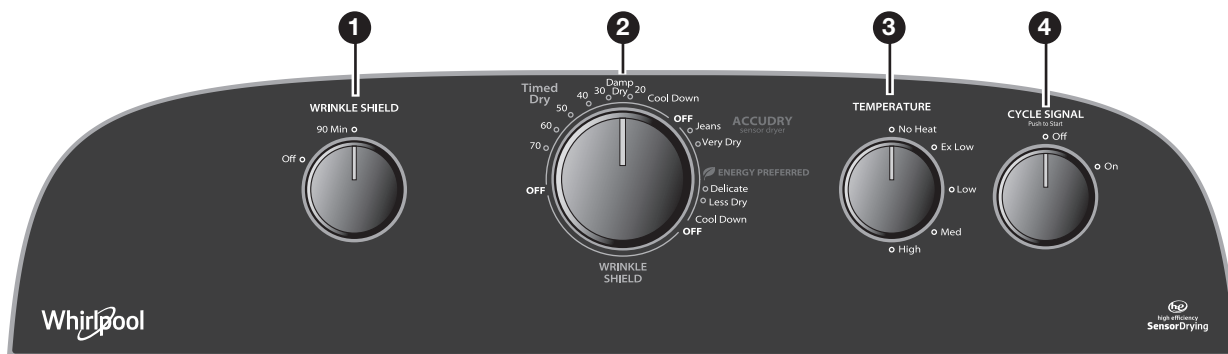 1
2
3
4
WRINKLE SHIELD
90 Min
Off
Timed
Dry
70
60
50
40
30
Damp
Dry
20
Cool Down
OFF
Jeans
Very Dry
ACCUDRY
sensor dryer
ENERGY PREFERRED
Delicate
Less Dry
Cool Down
OFF
WRINKLE
SHIELD
OFF
TEMPERATURE
No Heat
Ex Low
Low
Med
High
CYCLE SIGNAL
Push to Start
Off
On
Whirlpool
he
high efficiency
SensorDrying